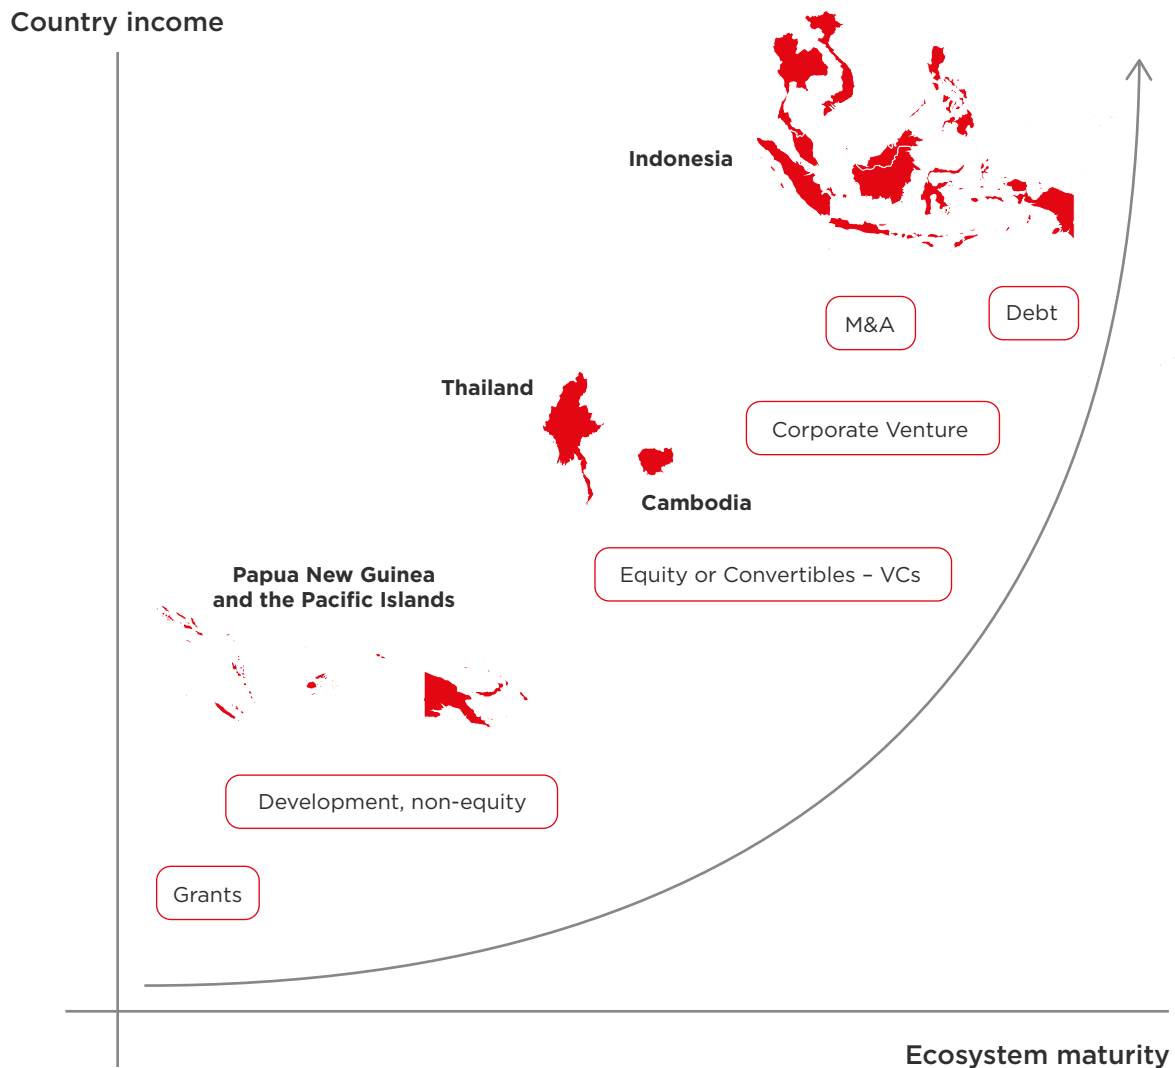 Country income
Indonesia
M&A
Debt
Thailand
Corporate Venture
Cambodia
Equity or Convertibles – VCs
Papua New Guinea
and the Pacific Islands
Development, non-equity
Grants
Ecosystem maturity